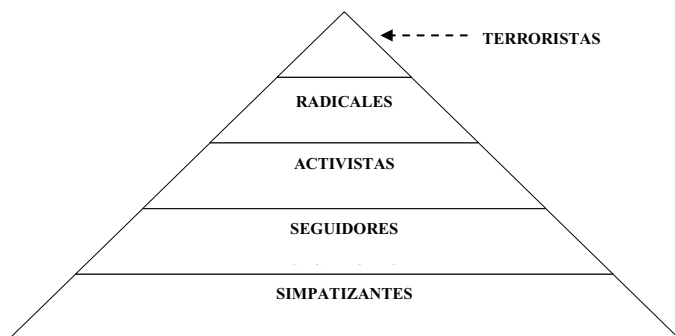 TERRORISTAS
RADICALES
ACTIVISTAS
SEGUIDORES
SIMPATIZANTES